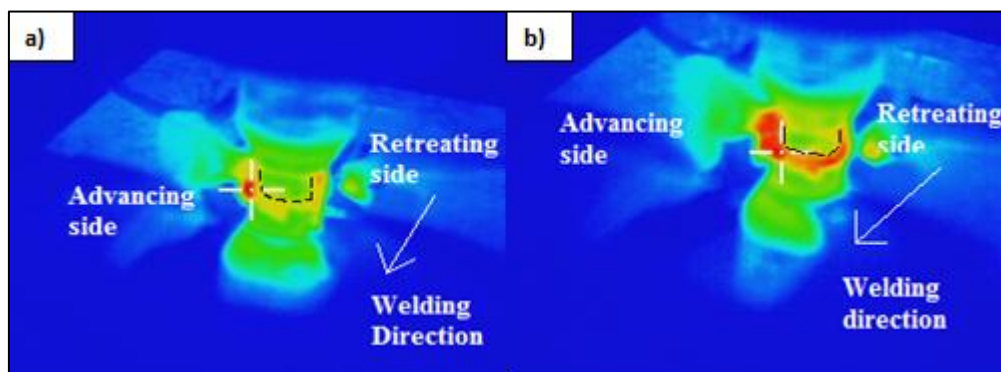 a)
Advancing
side
Retreating
side
Welding
Direction
b)
Advancing
side
Retreating
side
Welding
direction